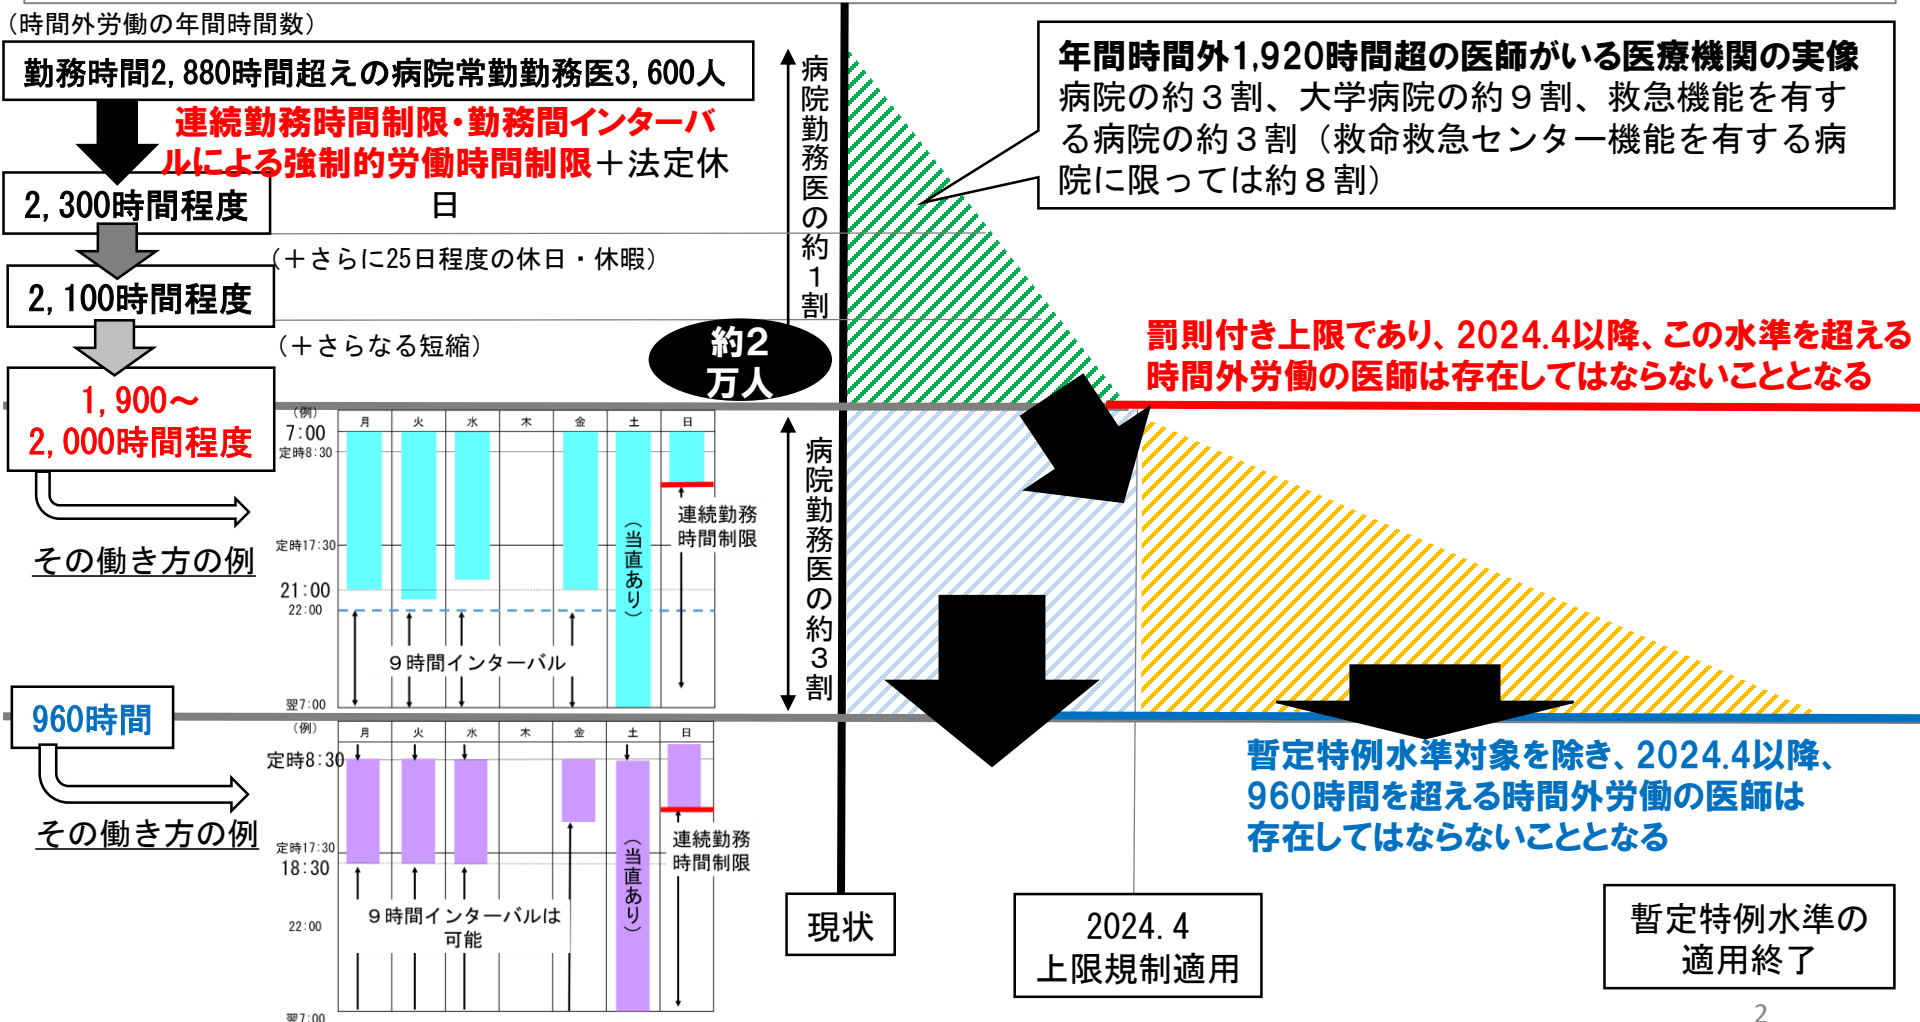 (時間外労働の年間時間数)
勤務時間2,880時間超えの病院常勤勤務医3,600人
連続勤務時間制限・勤務間インターバ
ルによる強制的労働時間制限＋法定休
日
2,300時間程度
(＋さらに25日程度の休日・休暇)
2,100時間程度
(＋さらなる短縮)
1,900～
2,000時間程度
その働き方の例
960時間
その働き方の例
病院勤務医の約1割
約2
万人
病院勤務医の約3割
年間時間外1,920時間超の医師がいる医療機関の実像
病院の約３割、大学病院の約９割、救急機能を有す
る病院の約３割（救命救急センター機能を有する病
院に限っては約８割）
罰則付き上限であり、2024.4以降、この水準を超える
時間外労働の医師は存在してはならないこととなる
(例)
月 火 水 木 金 土 日
7:00
定時8:30
定時17:30
21:00
22:00
翌7:00
９時間インターバル
(当直あり)
連続勤務
時間制限
(例)
月 火 水 木 金 土 日
定時8:30
定時17:30
18:30
22:00
翌7:00
９時間インターバルは
可能
(当直あり)
連続勤務
時間制限
暫定特例水準対象を除き、2024.4以降、
960時間を超える時間外労働の医師は
存在してはならないこととなる
現状
2024.4
上限規制適用
暫定特例水準の
適用終了
2